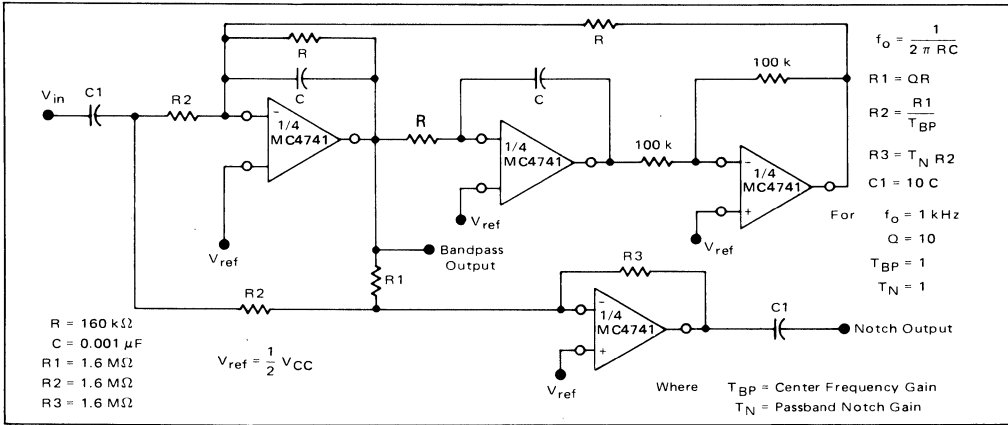 R
R
100 k
C
C
V_in
C1
R2
−
1/4
MC4741
R
−
1/4
MC4741
100 k
−
1/4
MC4741
+
V_ref
V_ref
V_ref
Bandpass
Output
R1
R2
R3
−
1/4
MC4741
+
V_ref
C1
Notch Output
f_o = 1 / 2 π RC
R1 = QR
R2 = R1 / T_BP
R3 = T_N R2
C1 = 10 C
For f_o = 1 kHz
Q = 10
T_BP = 1
T_N = 1
R = 160 kΩ
C = 0.001 μF
R1 = 1.6 MΩ
R2 = 1.6 MΩ
R3 = 1.6 MΩ
V_ref = 1/2 V_CC
Where T_BP = Center Frequency Gain
T_N = Passband Notch Gain